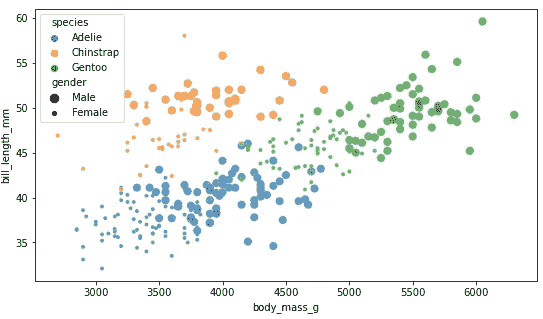 species
Adelie
Chinstrap
Gentoo
gender
Male
Female
bill_length_mm
60
55
50
45
40
35
3000 3500 4000 4500 5000 5500 6000
body_mass_g